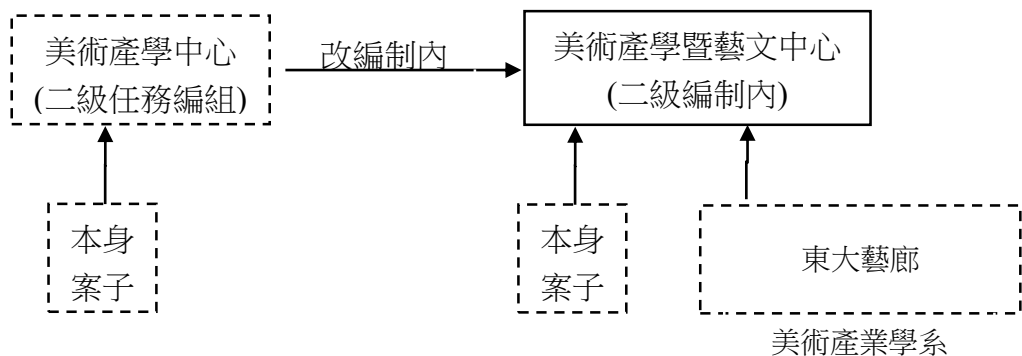 美術產學中心
(二級任務編組)
改編制內
美術產學暨藝文中心
(二級編制內)
本身
案子
本身
案子
東大藝廊
美術產業學系